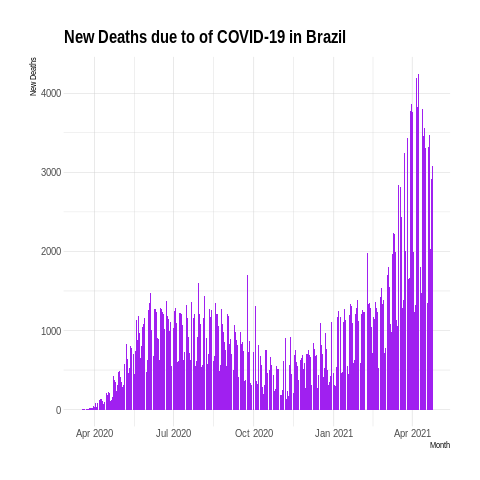 New Deaths due to of COVID-19 in Brazil
New Deaths
4000
3000
2000
1000
0
Apr 2020 Jul 2020 Oct 2020 Jan 2021 Apr 2021
Month